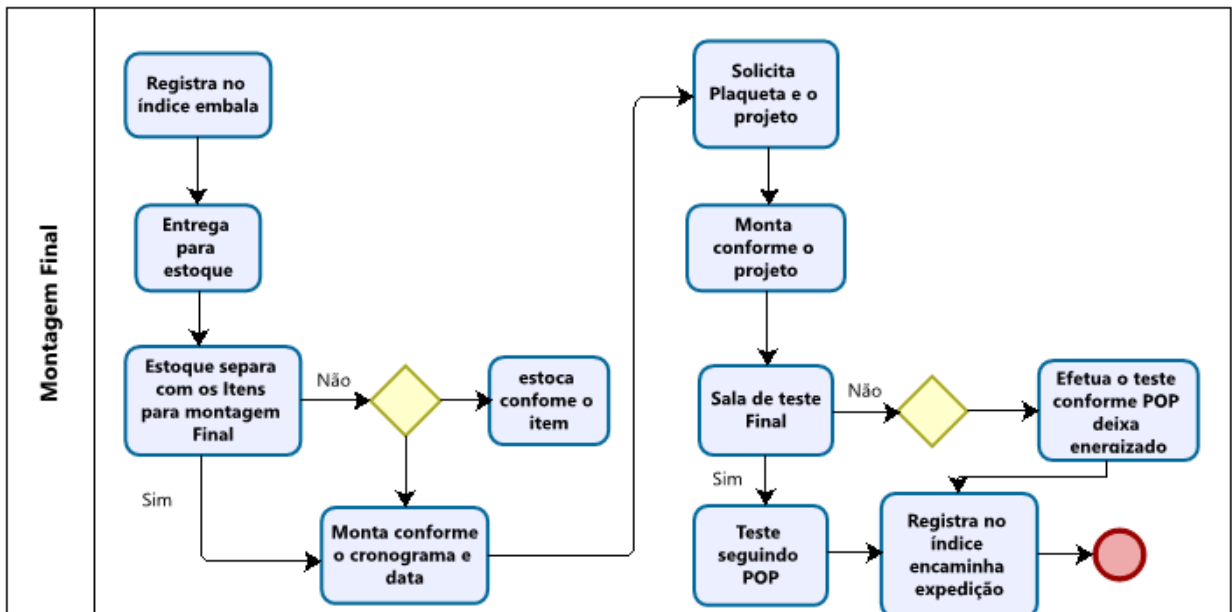 Montagem Final
Registra no
índice embala
Entrega
para
estoque
Estoque separa
com os Itens
para montagem
Final
Não
estoca
confome o
item
Sim
Monta conforme
o cronograma e
data
Solicita
Plaqueta e o
projeto
Monta
conforme o
projeto
Sala de teste
Final
Não
Efetua o teste
conforme POP
deixa
energizado
Sim
Teste
seguindo
POP
Registra no
índice
encaminha
expedição